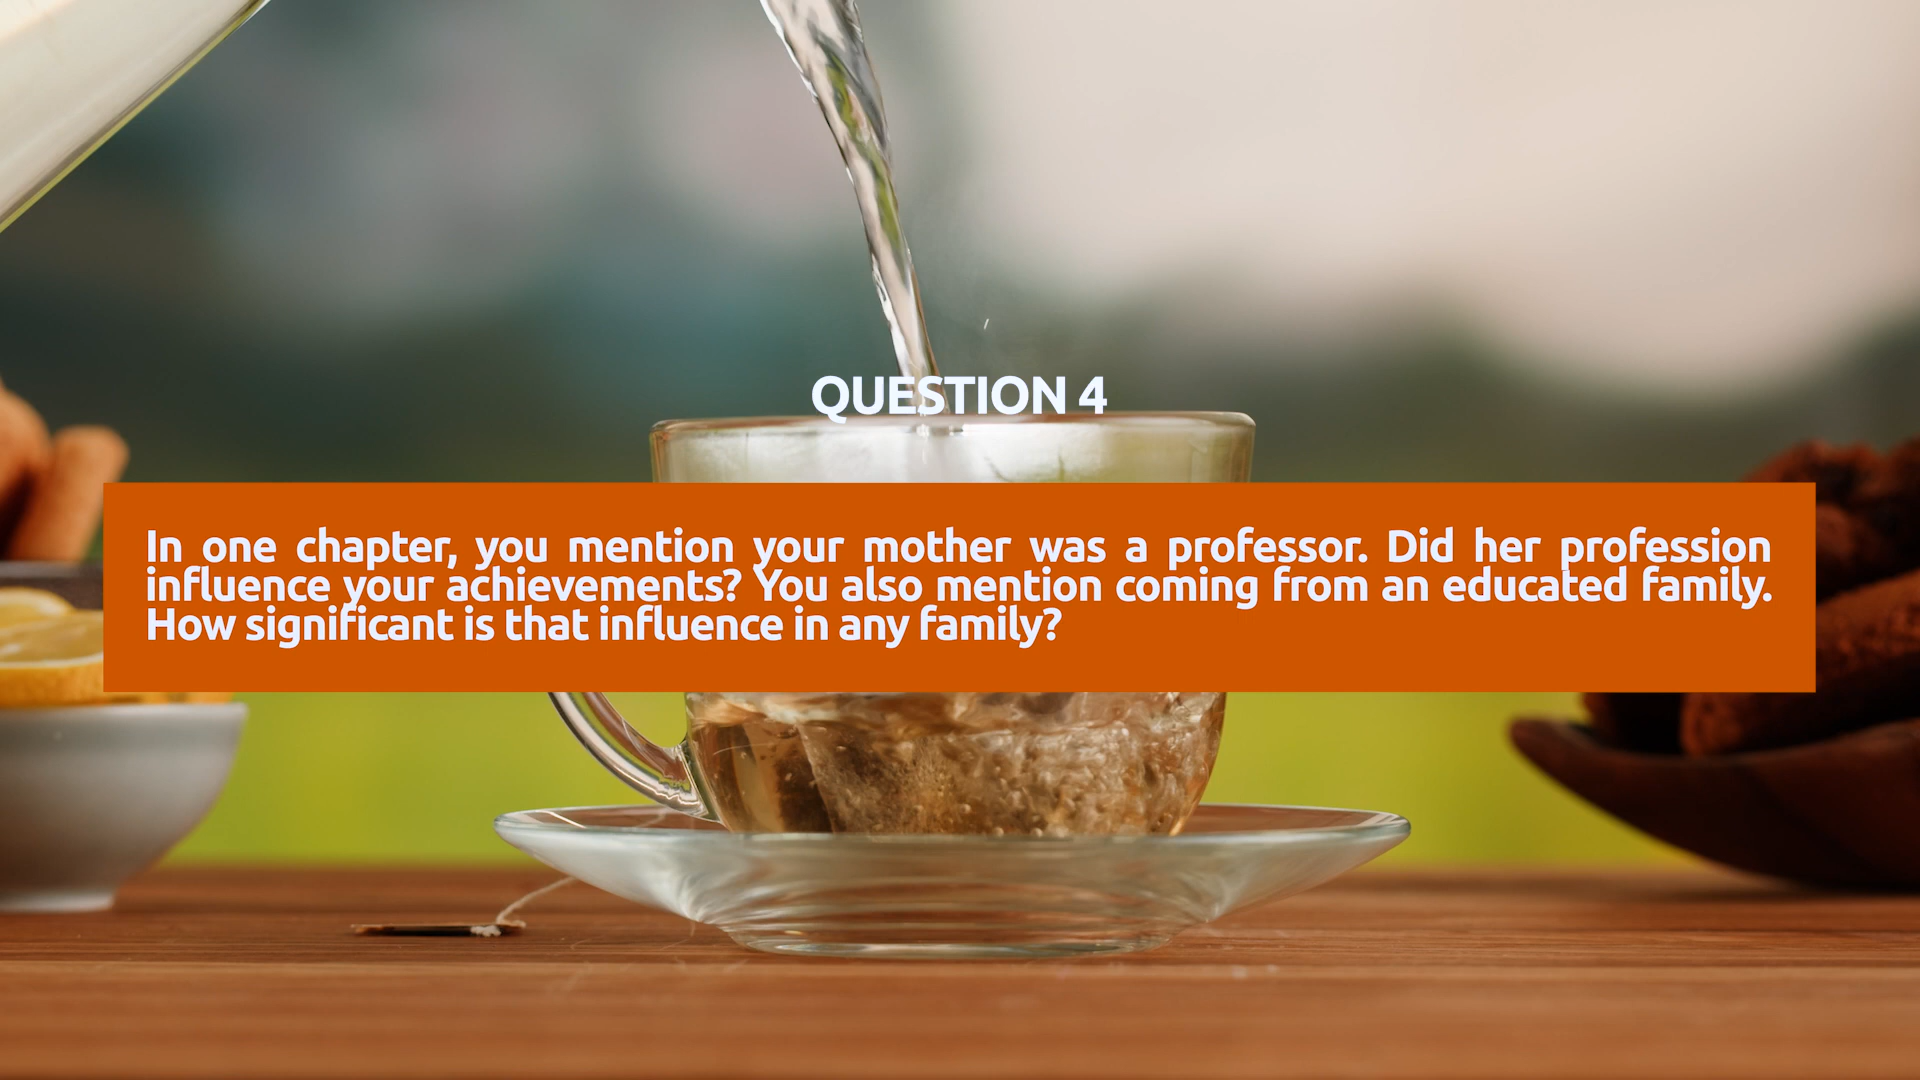 QUESTION 4
In one chapter, you mention your mother was a professor. Did her profession
influence your achievements? You also mention coming from an educated family.
How significant is that influence in any family?